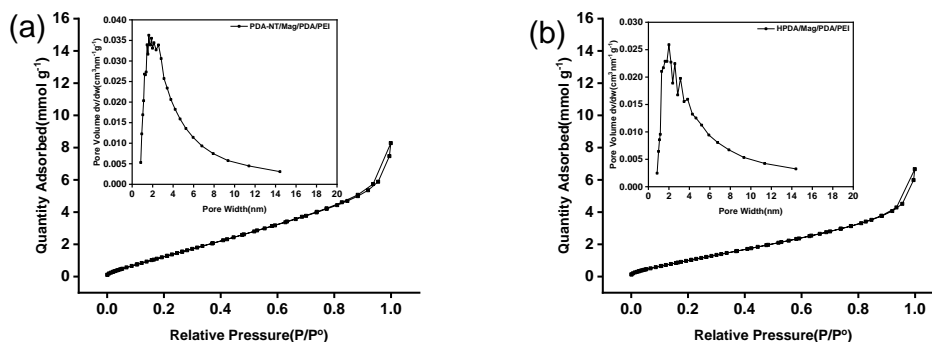 (a)
Quantity Adsorbed(mmol g⁻¹)
16
14
12
10
8
6
4
2
0
0.0 0.2 0.4 0.6 0.8 1.0
Relative Pressure(P/Pº)
PDA-NT/Mag/PDA/PEI
Pore Volume dv/dw(cm³nm⁻¹g⁻¹)
0.040
0.035
0.030
0.025
0.020
0.015
0.010
0.005
0.000
0 2 4 6 8 10 12 14 16 18 20
Pore Width(nm)
(b)
Quantity Adsorbed(mmol g⁻¹)
16
14
12
10
8
6
4
2
0
0.0 0.2 0.4 0.6 0.8 1.0
Relative Pressure(P/Pº)
HPDA/Mag/PDA/PEI
Pore Volume dv/dw(cm³nm⁻¹g⁻¹)
0.030
0.025
0.020
0.015
0.010
0.005
0.000
0 2 4 6 8 10 12 14 16 18 20
Pore Width(nm)